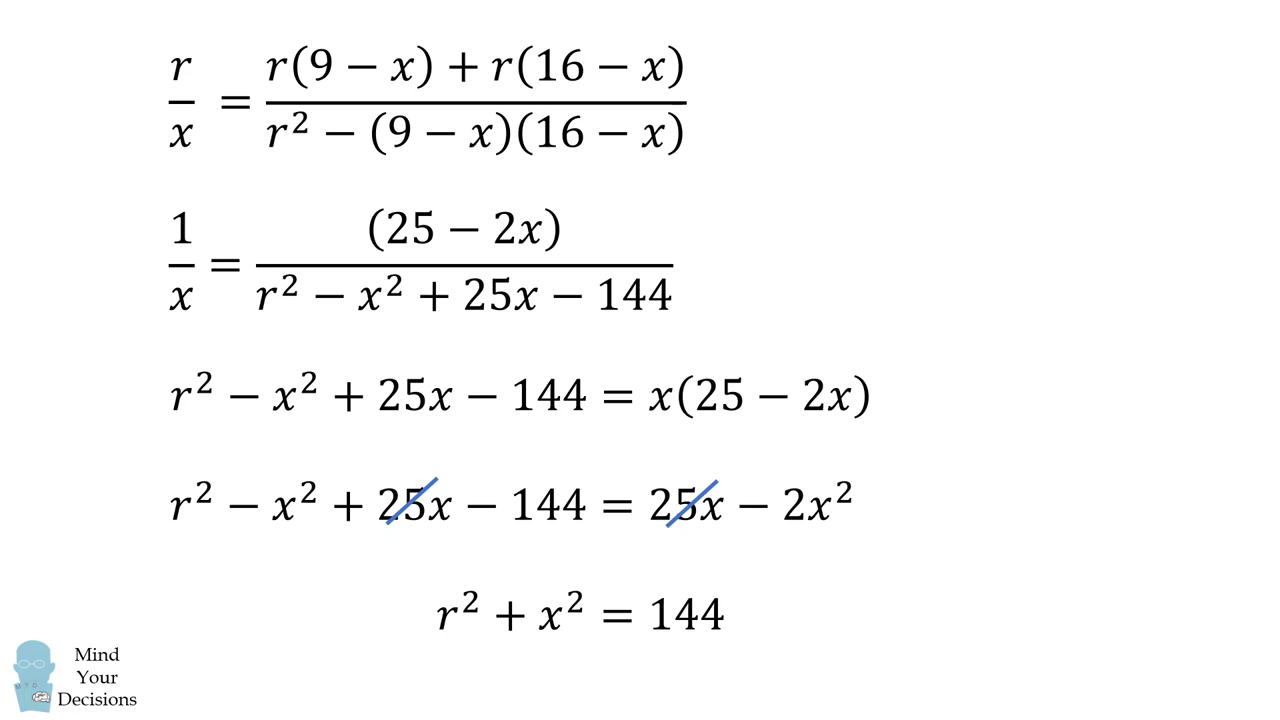 r/x = (r(9 − x) + r(16 − x))/(r² − (9 − x)(16 − x))
1/x = (25 − 2x)/(r² − x² + 25x − 144)
r² − x² + 25x − 144 = x(25 − 2x)
r² − x² + 25x − 144 = 25x − 2x²
r² + x² = 144
Mind
Your
Decisions